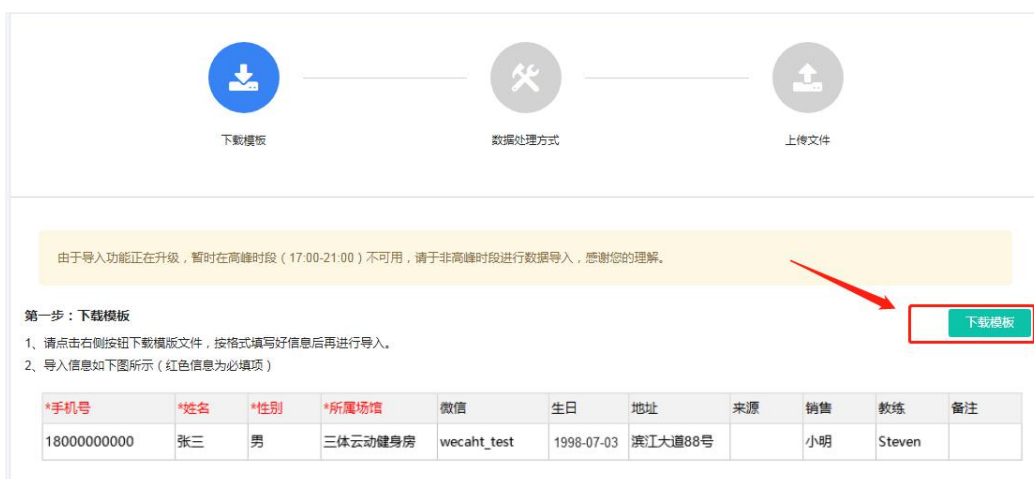 下载模板 数据处理方式 上传文件
由于导入功能正在升级，暂时在高峰时段（17:00-21:00）不可用，请于非高峰时段进行数据导入，感谢您的理解。
第一步：下载模板
下载模板
1、请点击右侧按钮下载模版文件，按格式填写好信息后再进行导入。
2、导入信息如下图所示（红色信息为必填项）
*手机号 *姓名 *性别 *所属场馆 微信 生日 地址 来源 销售 教练 备注
18000000000 张三 男 三体云动健身房 wecaht_test 1998-07-03 滨江大道88号 小明 Steven